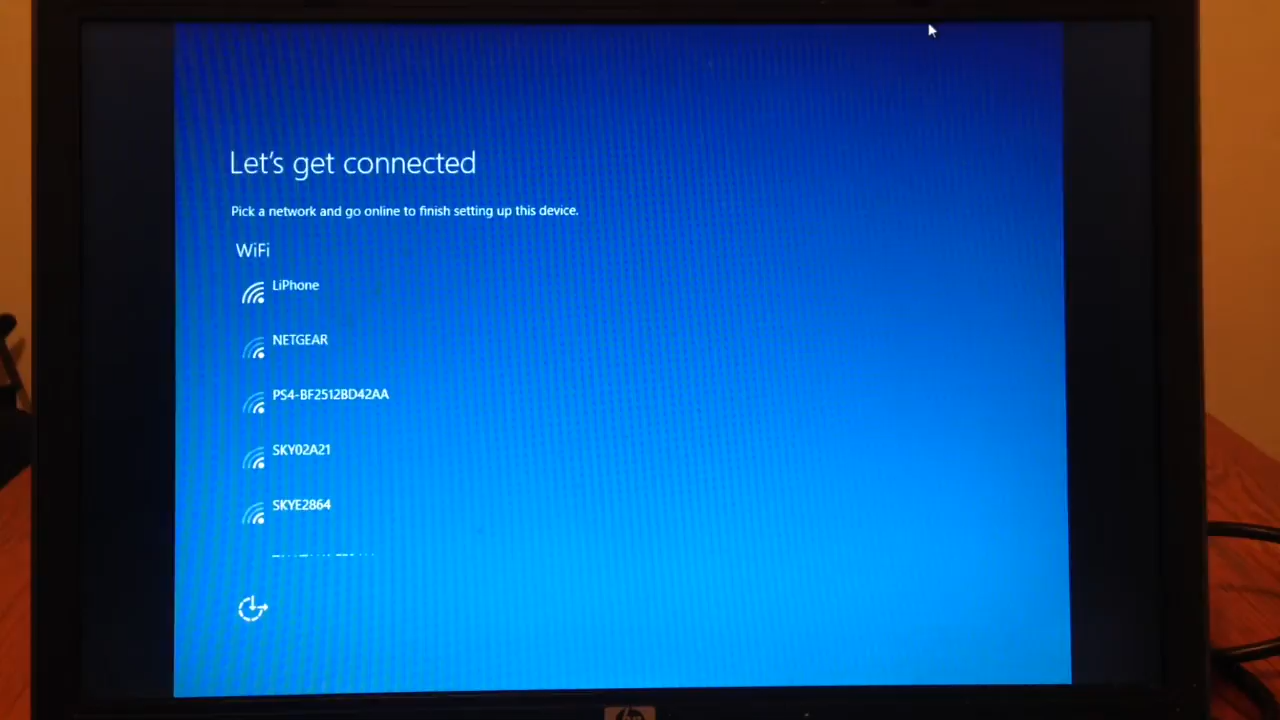 Let's get connected
Pick a network and go online to finish setting up this device.
WiFi
LiPhone
NETGEAR
PS4-BF2512BD42AA
SKY02A21
SKYE2864
hp